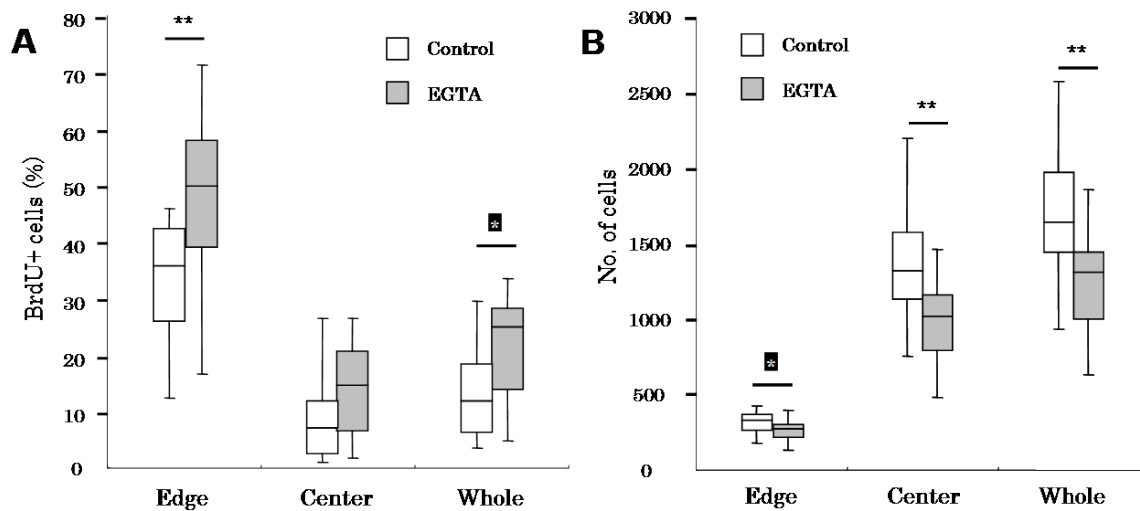 A
BrdU+ cells (%)
80
70
60
50
40
30
20
10
0
**
*
Control
EGTA
Edge Center Whole
B
No. of cells
3000
2500
2000
1500
1000
500
0
Control
EGTA
**
**
*
Edge Center Whole